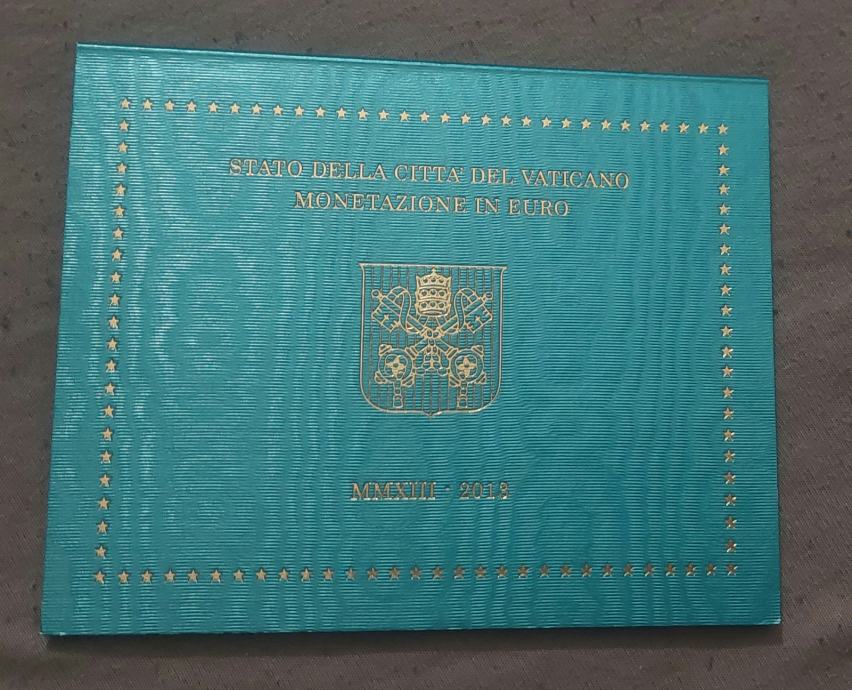 STATO DELLA CITTA' DEL VATICANO
MONETAZIONE IN EURO
MMXIII · 2013